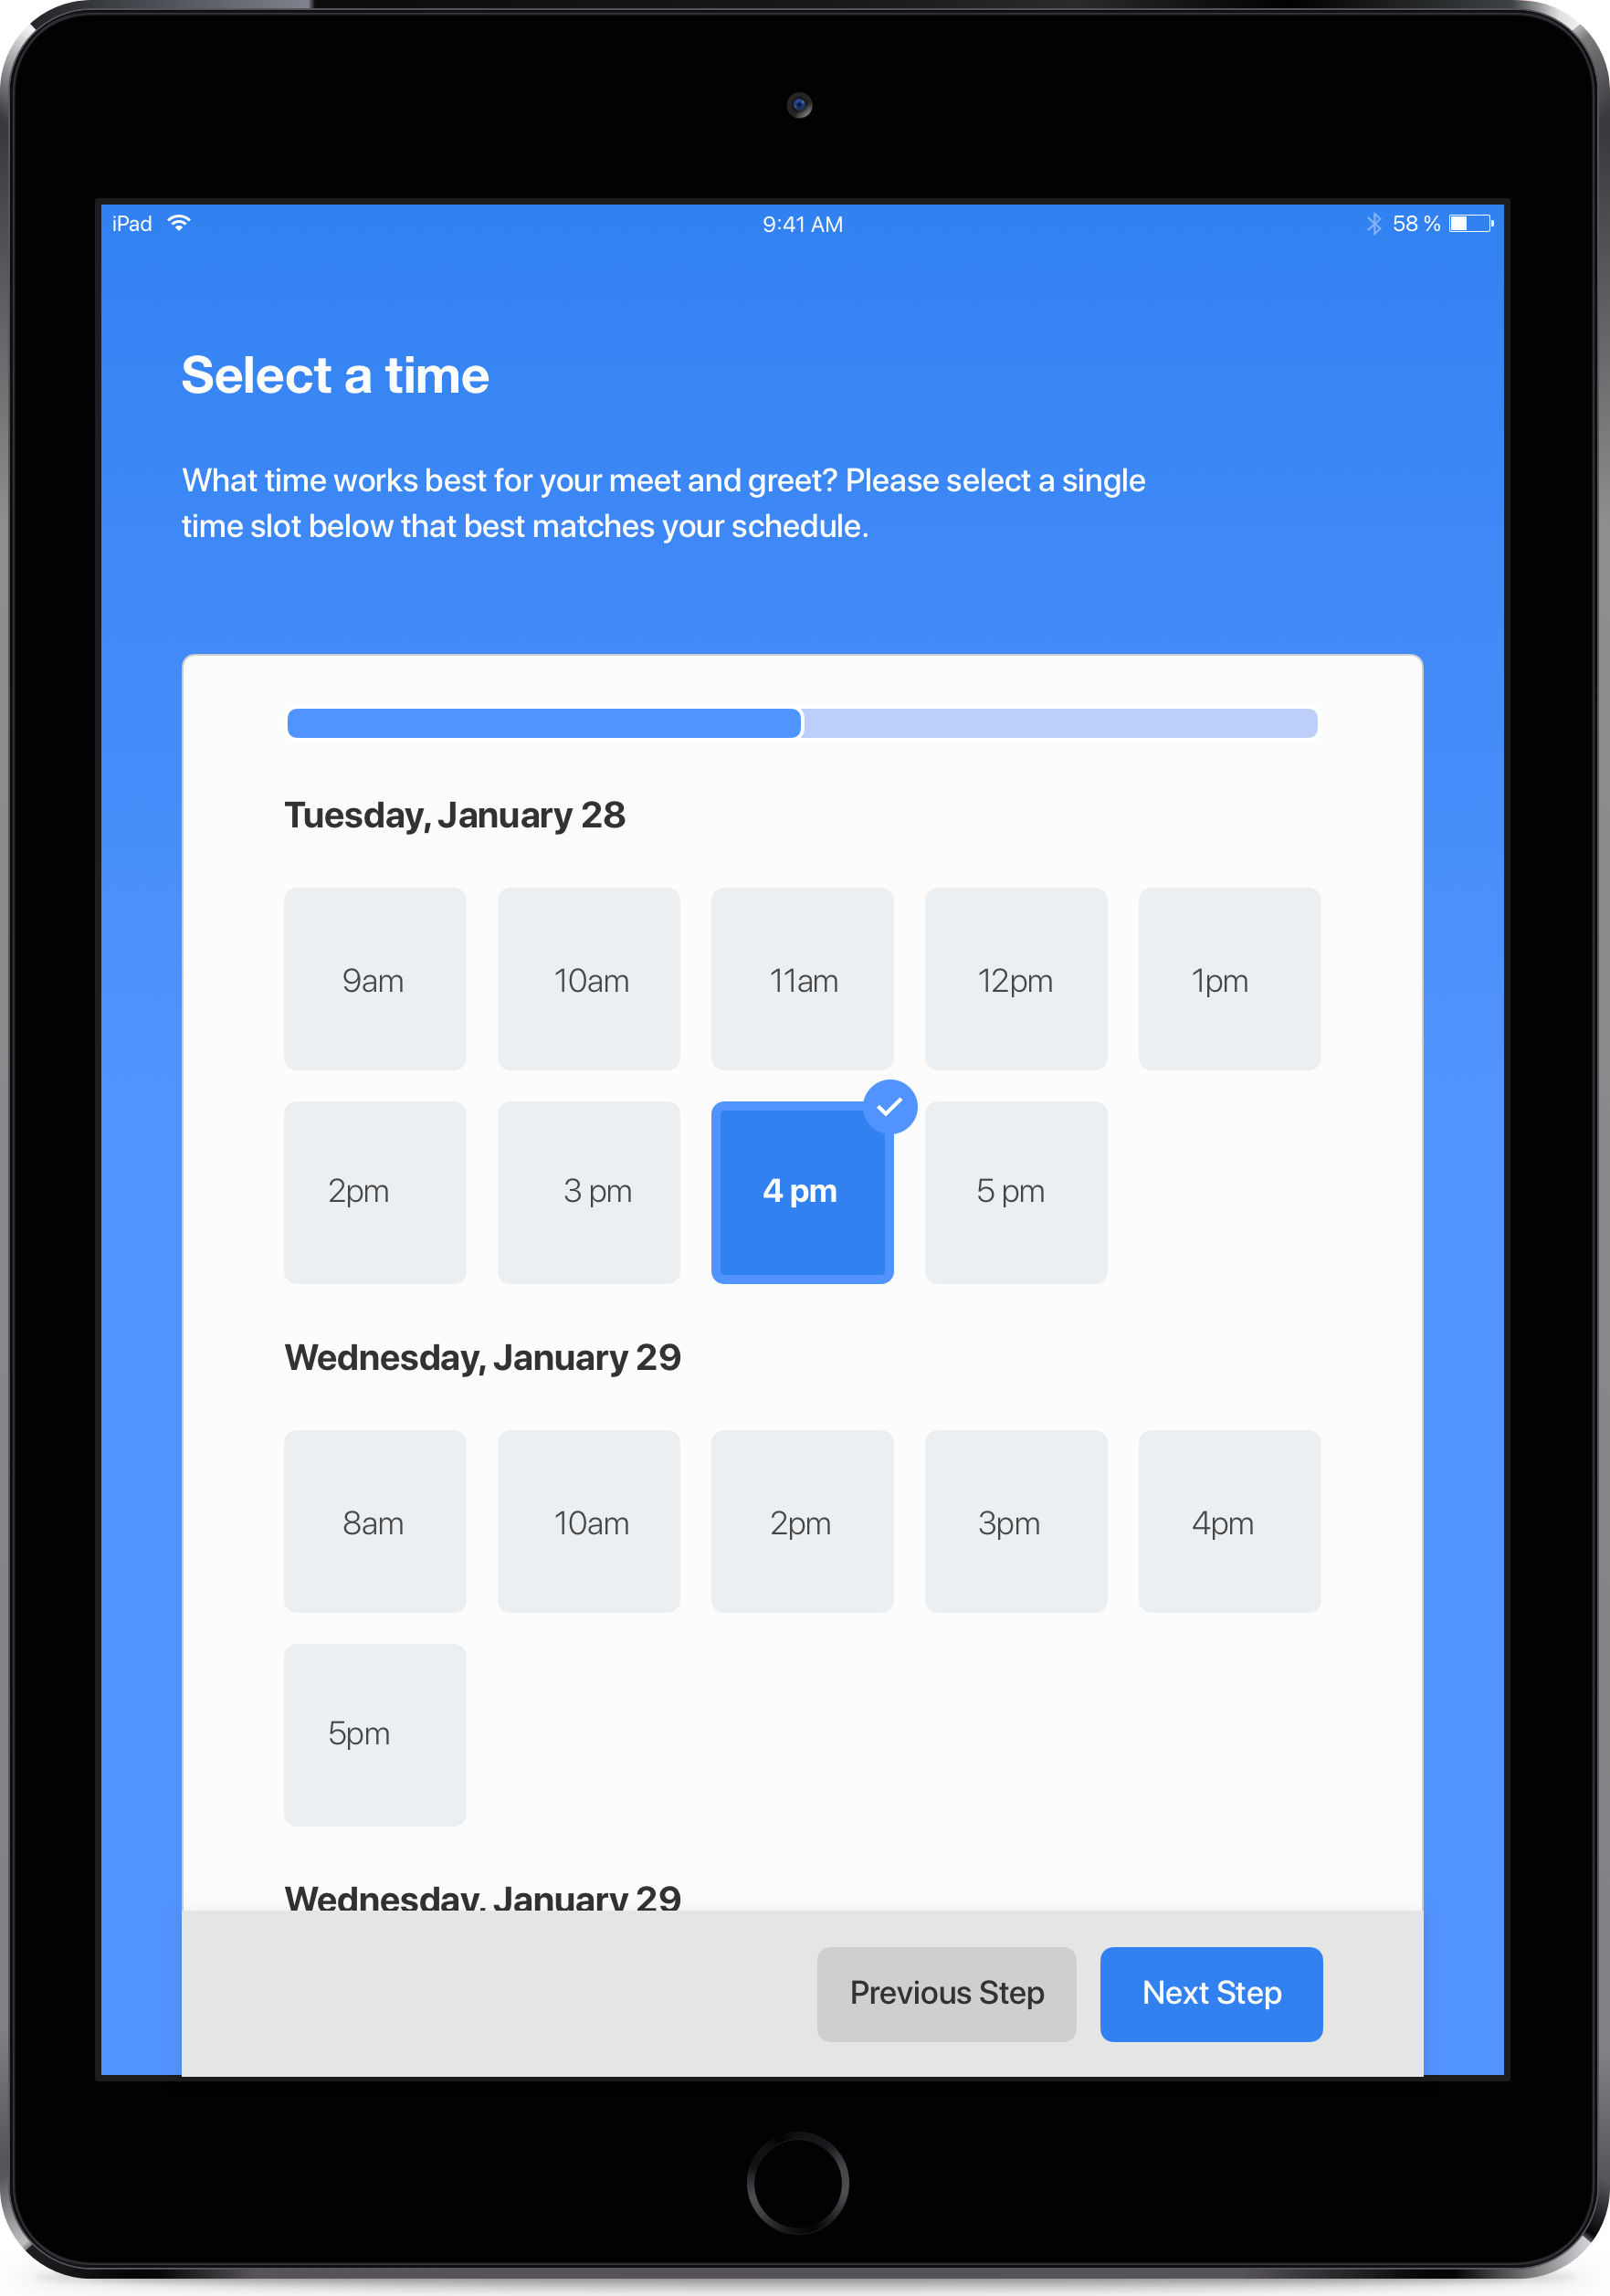 iPad 9:41 AM 58 %
Select a time
What time works best for your meet and greet? Please select a single
time slot below that best matches your schedule.
Tuesday, January 28
9am 10am 11am 12pm 1pm
2pm 3 pm 4 pm 5 pm
Wednesday, January 29
8am 10am 2pm 3pm 4pm
5pm
Wednesday, January 29
Previous Step Next Step